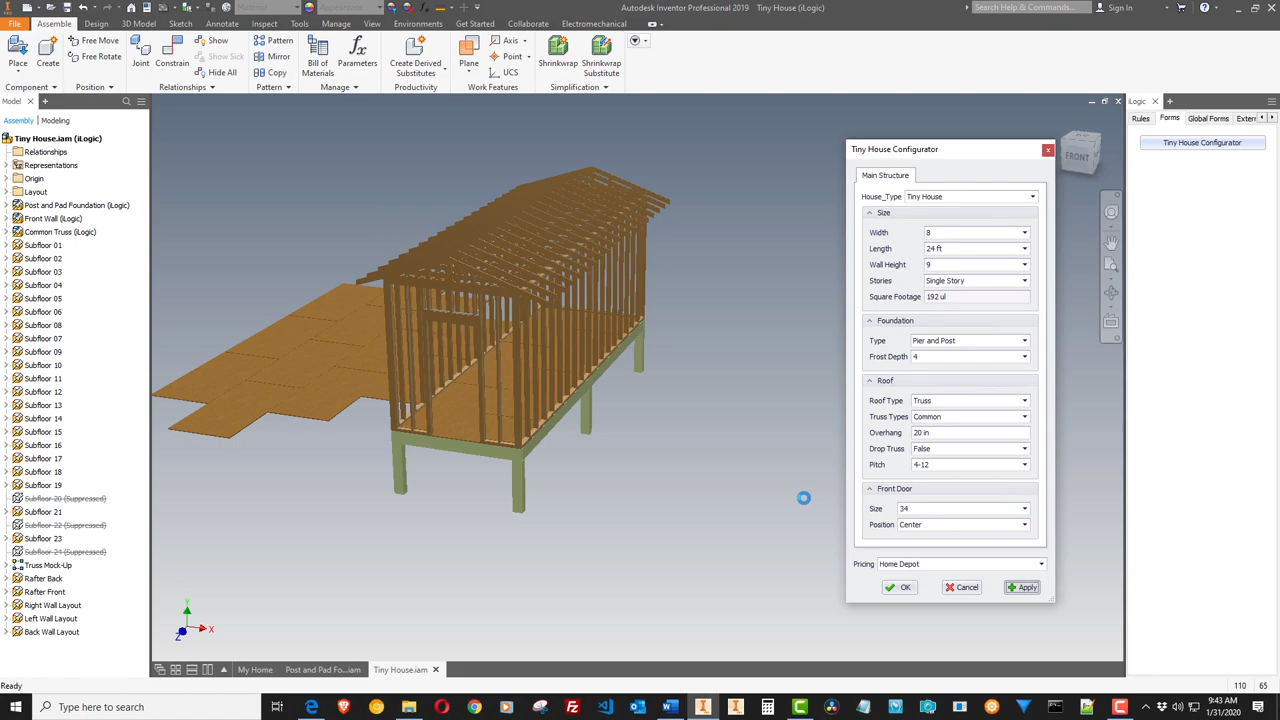 Material
Appearance
Autodesk Inventor Professional 2019
Tiny House (iLogic)
Search Help & Commands...
Sign In
File
Assemble
Design
3D Model
Sketch
Annotate
Inspect
Tools
Manage
View
Environments
Get Started
Collaborate
Electromechanical
Place
Create
Free Move
Free Rotate
Joint
Constrain
Show
Show Sick
Hide All
Pattern
Mirror
Copy
Bill of Materials
Parameters
Create Derived Substitutes
Plane
Axis
Point
UCS
Shrinkwrap
Shrinkwrap Substitute
Component
Position
Relationships
Pattern
Manage
Productivity
Work Features
Simplification
Model
Assembly
Modeling
Tiny House.iam (iLogic)
Relationships
Representations
Origin
Layout
Post and Pad Foundation (iLogic)
Front Wall (iLogic)
Common Truss (iLogic)
Subfloor 01
Subfloor 02
Subfloor 03
Subfloor 04
Subfloor 05
Subfloor 06
Subfloor 08
Subfloor 07
Subfloor 09
Subfloor 10
Subfloor 11
Subfloor 12
Subfloor 13
Subfloor 14
Subfloor 15
Subfloor 16
Subfloor 17
Subfloor 18
Subfloor 19
Subfloor 20 (Suppressed)
Subfloor 21
Subfloor 22 (Suppressed)
Subfloor 23
Subfloor 24 (Suppressed)
Truss Mock-Up
Rafter Back
Rafter Front
Right Wall Layout
Left Wall Layout
Back Wall Layout
FRONT
Y
X
Z
Tiny House Configurator
Main Structure
House_Type Tiny House
Size
Width 8
Length 24 ft
Wall Height 9
Stories Single Story
Square Footage 192 ul
Foundation
Type Pier and Post
Frost Depth 4
Roof
Roof Type Truss
Truss Types Common
Overhang 20 in
Drop Truss False
Pitch 4-12
Front Door
Size 34
Position Center
Pricing Home Depot
OK
Cancel
Apply
iLogic
Rules
Forms
Global Forms
Extern
Tiny House Configurator
My Home
Post and Pad Fo...iam
Tiny House.iam
Ready
110
65
Type here to search
9:43 AM
1/31/2020